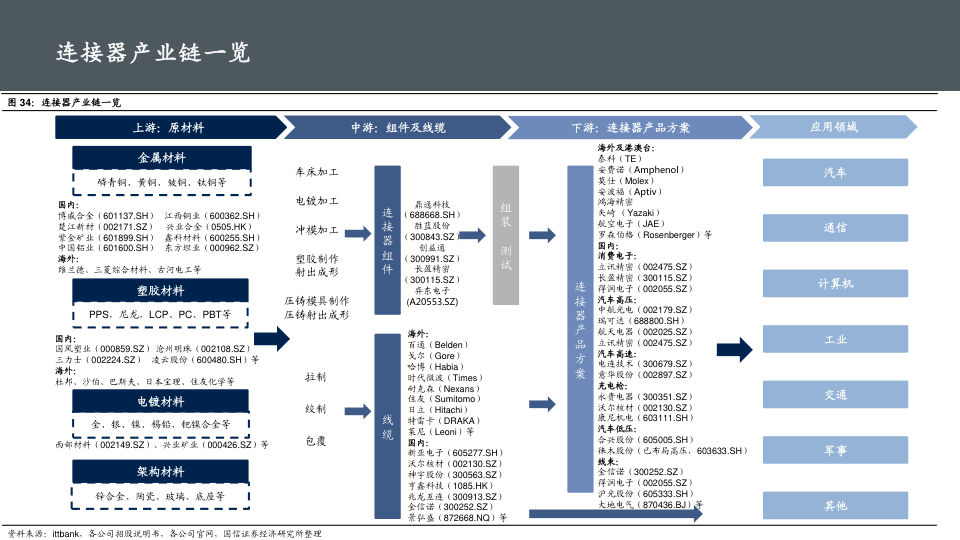 连接器产业链一览
图 34：连接器产业链一览
上游：原材料
中游：组件及线缆
下游：连接器产品方案
应用领域
金属材料
磷青铜、黄铜、铍铜、钛铜等
国内：
博威合金（601137.SH） 江西铜业（600362.SH）
楚江新材（002171.SZ） 兴业合金（0505.HK）
紫金矿业（601899.SH） 鑫科材料（600255.SH）
中国铝业（601600.SH） 东方坦业（000962.SZ）
海外：
维兰德、三菱综合材料、古河电工等
塑胶材料
PPS、尼龙、LCP、PC、PBT等
国内：
国风塑业（000859.SZ）沧州明珠（002108.SZ）
三力士（002224.SZ） 凌云股份（600480.SH）等
海外：
杜邦、沙伯、巴斯夫、日本宝理、住友化学等
电镀材料
金、银、镍、锡铅、钯镍合金等
西部材料（002149.SZ）、兴业矿业（000426.SZ）等
架构材料
锌合金、陶瓷、玻璃、底座等
车床加工
电镀加工
冲模加工
塑胶制作
射出成形
压铸模具制作
压铸射出成形
拉制
绞制
包覆
连接器组件
鼎通科技
（688668.SH）
胜蓝股份
（300843.SZ）
创益通
（300991.SZ）
长盈精密
（300115.SZ）
弈东电子
(A20553.SZ)
组装 测试
线缆
海外：
百通（Belden）
戈尔（Gore）
哈博（Habia）
时代微波（Times）
耐克森（Nexans）
住友（Sumitomo）
日立（Hitachi）
特雷卡（DRAKA）
莱尼（Leoni）等
国内：
新亚电子（605277.SH）
沃尔核材（002130.SZ）
神宇股份（300563.SZ）
亨鑫科技（1085.HK）
兆龙互连（300913.SZ）
金信诺（300252.SZ）
景弘盛（872668.NQ）等
连接器产品方案
海外及港澳台：
泰科（TE）
安费诺（Amphenol）
莫仕（Molex）
安波福（Aptiv）
鸿海精密
矢崎 （Yazaki）
航空电子（JAE）
罗森伯格（Rosenberger）等
国内：
消费电子：
立讯精密（002475.SZ）
长盈精密（300115.SZ）
得润电子（002055.SZ）
汽车高压：
中航光电（002179.SZ）
瑞可达（688800.SH）
航天电器（002025.SZ）
立讯精密（002475.SZ）
汽车高速：
电连技术（300679.SZ）
意华股份（002897.SZ）
充电枪：
永贵电器（300351.SZ）
沃尔核材（002130.SZ）
康尼机电（603111.SH）
汽车低压：
合兴股份（605005.SH）
徕木股份（已布局高压，603633.SH）
线束：
金信诺（300252.SZ）
得润电子（002055.SZ）
沪光股份（605333.SH）
大地电气（870436.BJ）等
汽车
通信
计算机
工业
交通
军事
其他
资料来源：ittbank，各公司招股说明书，各公司官网，国信证券经济研究所整理